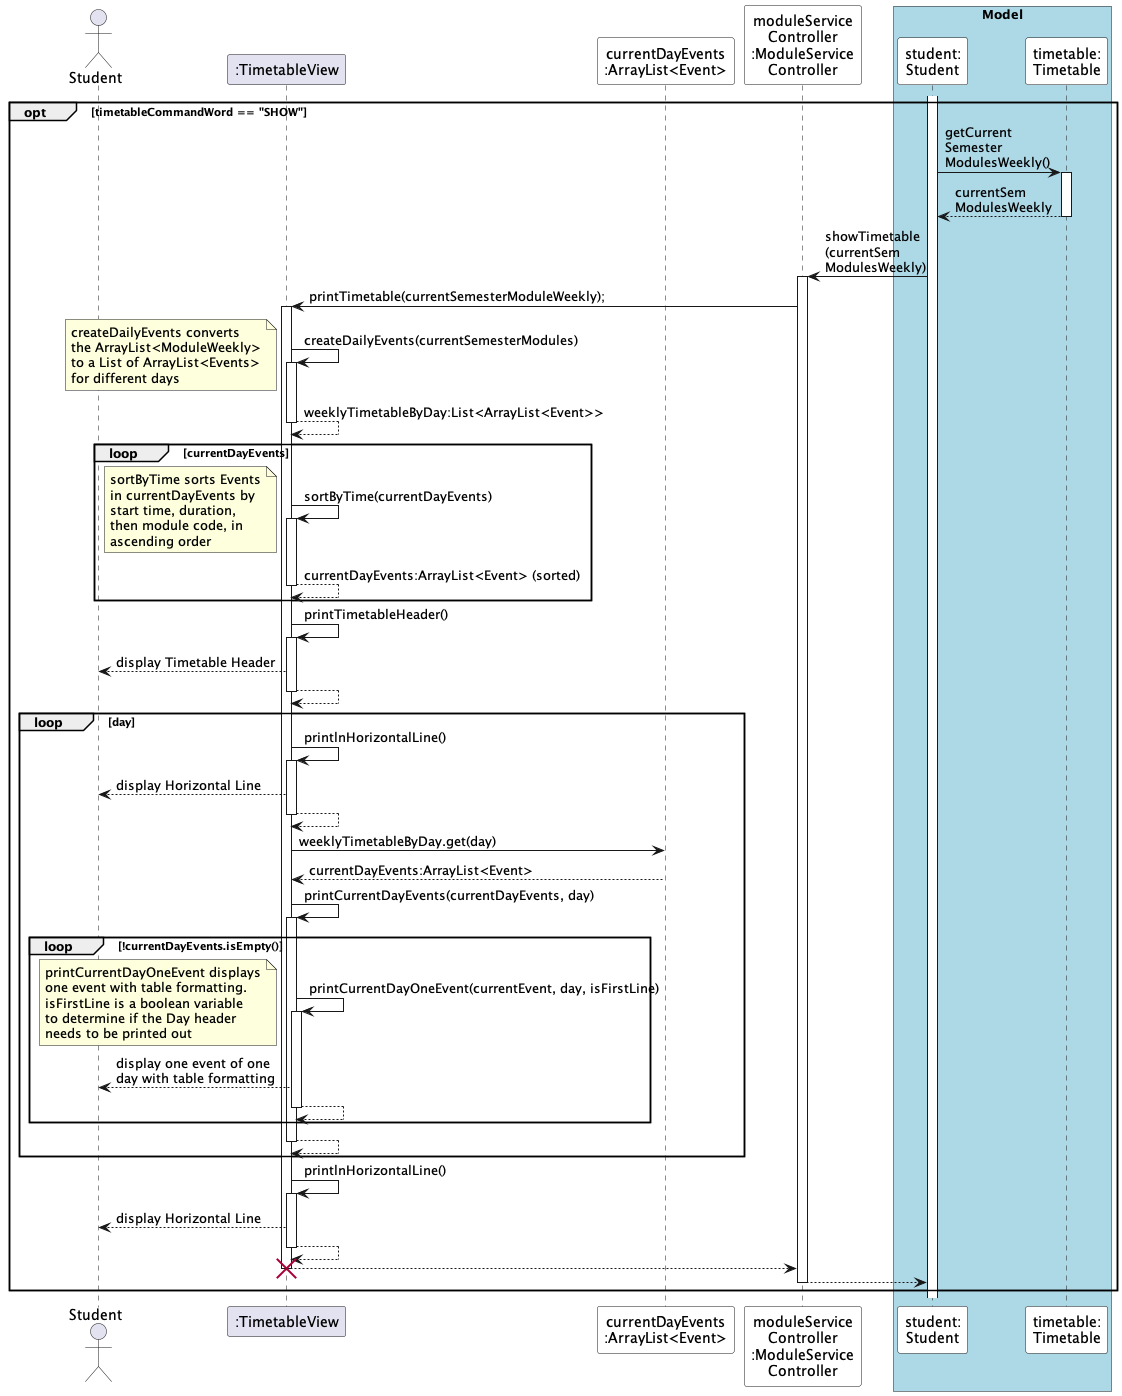 Model
moduleService
Controller
:ModuleService
Controller
Student
:TimetableView
currentDayEvents
:ArrayList<Event>
student:
Student
timetable:
Timetable
opt
[timetableCommandWord == "SHOW"]
getCurrent
Semester
ModulesWeekly()
currentSem
ModulesWeekly
showTimetable
(currentSem
ModulesWeekly)
printTimetable(currentSemesterModuleWeekly);
createDailyEvents converts
the ArrayList<ModuleWeekly>
to a List of ArrayList<Events>
for different days
createDailyEvents(currentSemesterModules)
weeklyTimetableByDay:List<ArrayList<Event>>
loop
[currentDayEvents]
sortByTime sorts Events
in currentDayEvents by
start time, duration,
then module code, in
ascending order
sortByTime(currentDayEvents)
currentDayEvents:ArrayList<Event> (sorted)
printTimetableHeader()
display Timetable Header
loop
[day]
printlnHorizontalLine()
display Horizontal Line
weeklyTimetableByDay.get(day)
currentDayEvents:ArrayList<Event>
printCurrentDayEvents(currentDayEvents, day)
loop
[!currentDayEvents.isEmpty()]
printCurrentDayOneEvent displays
one event with table formatting.
isFirstLine is a boolean variable
to determine if the Day header
needs to be printed out
printCurrentDayOneEvent(currentEvent, day, isFirstLine)
display one event of one
day with table formatting
printlnHorizontalLine()
display Horizontal Line
Student
:TimetableView
currentDayEvents
:ArrayList<Event>
moduleService
Controller
:ModuleService
Controller
student:
Student
timetable:
Timetable